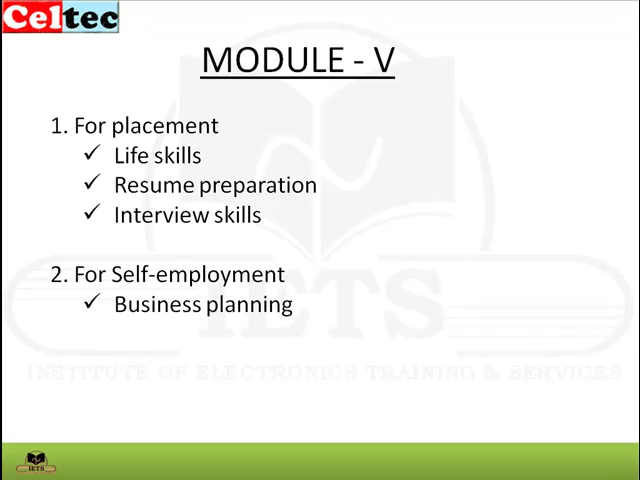 Celtec
MODULE - V
1. For placement
✓ Life skills
✓ Resume preparation
✓ Interview skills
2. For Self-employment
✓ Business planning
IETS
INSTITUTE OF ELECTRONICS TRAINING & SERVICES
IETS